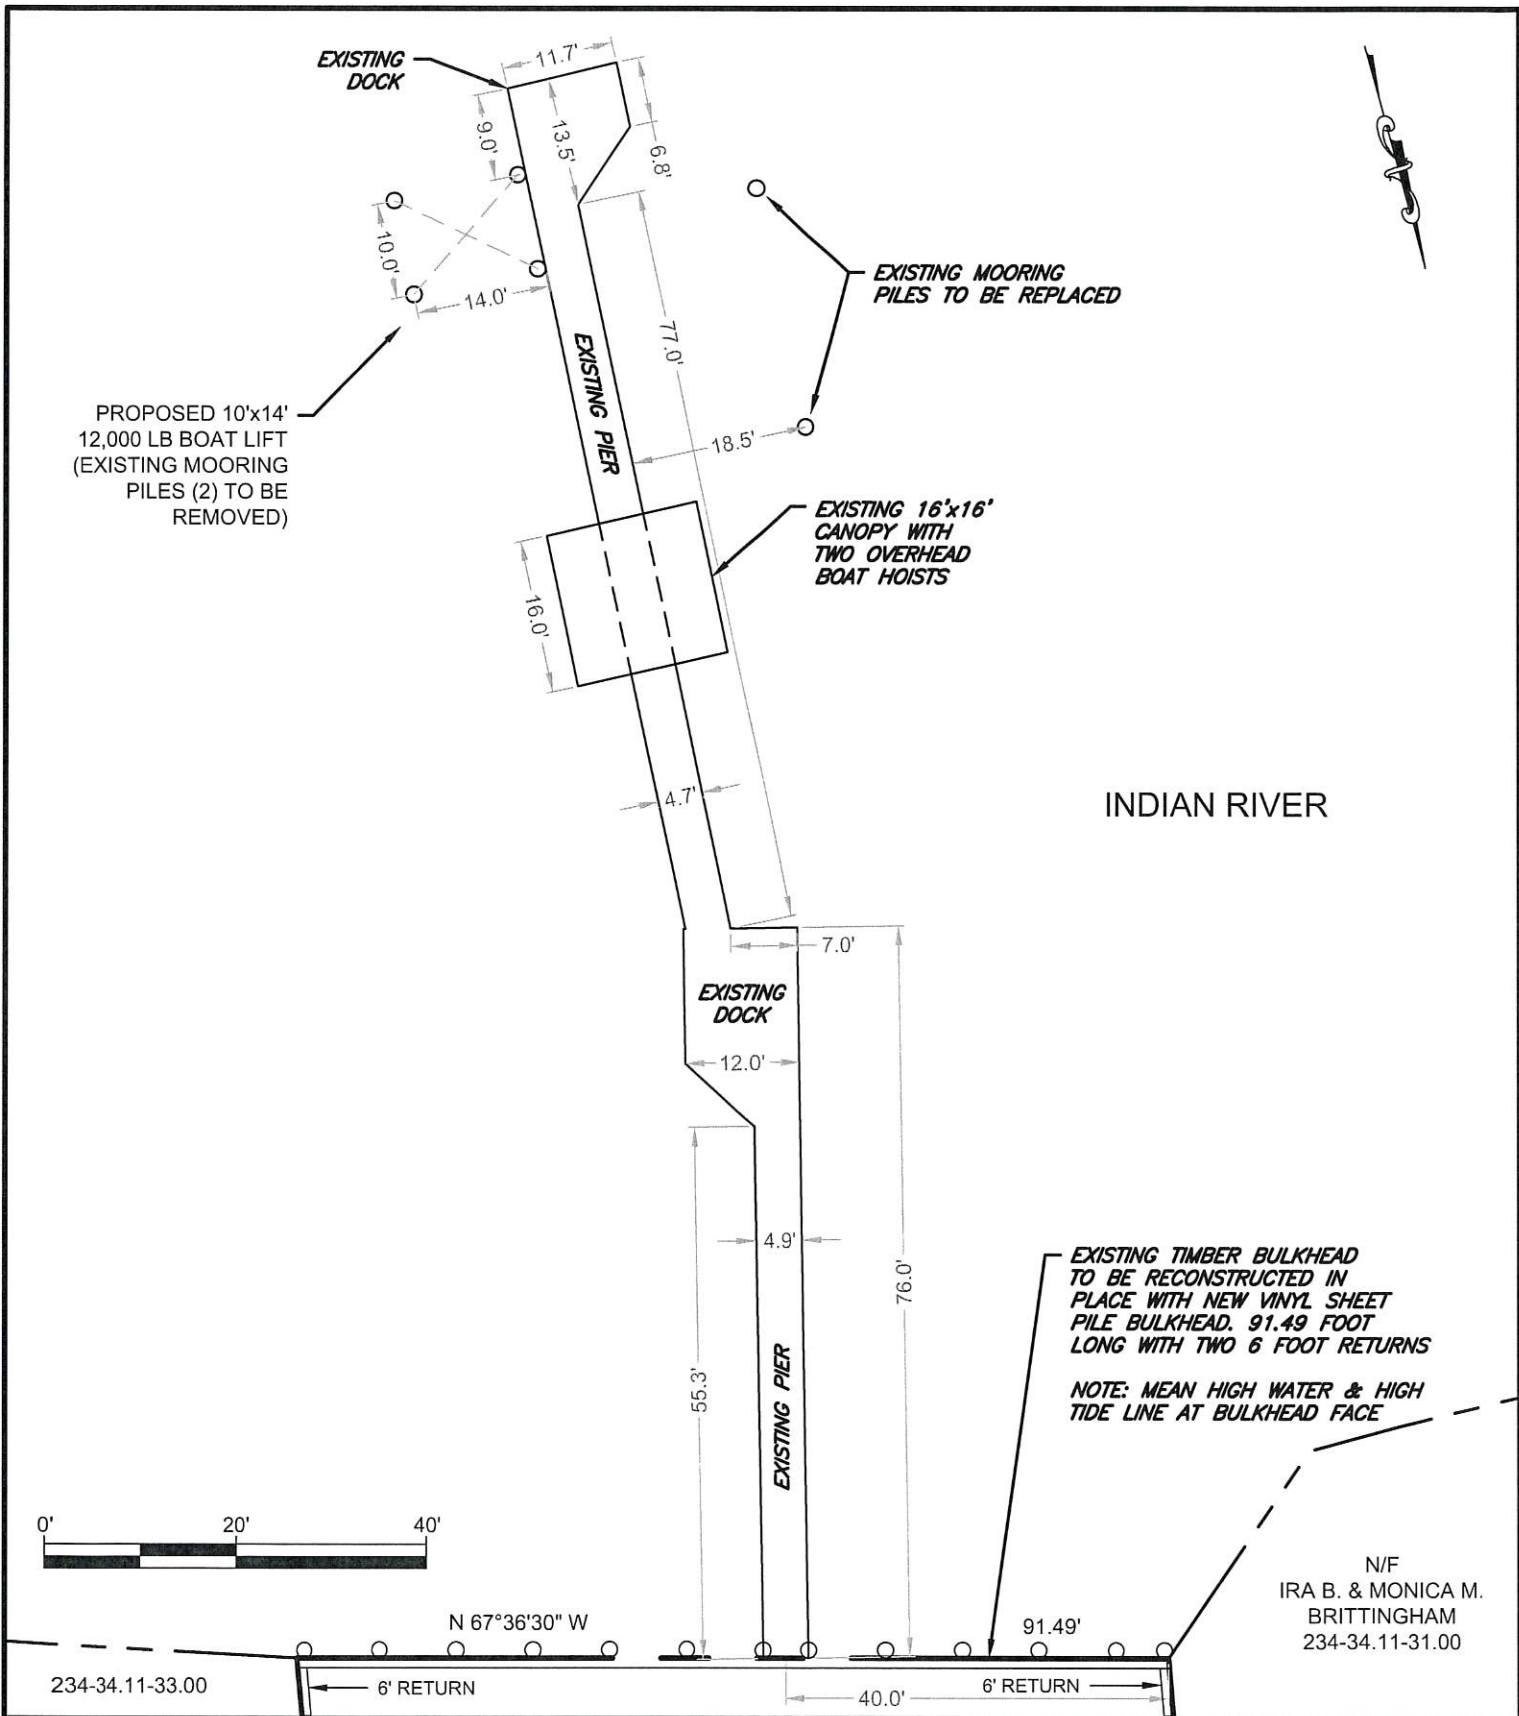 EXISTING
DOCK
11.7'
9.0'
13.5'
6.8'
10.0'
14.0'
EXISTING MOORING
PILES TO BE REPLACED
77.0'
EXISTING PIER
PROPOSED 10'x14'
12,000 LB BOAT LIFT
(EXISTING MOORING
PILES (2) TO BE
REMOVED)
18.5'
EXISTING 16'x16'
CANOPY WITH
TWO OVERHEAD
BOAT HOISTS
16.0'
4.7'
INDIAN RIVER
7.0'
EXISTING
DOCK
12.0'
4.9'
76.0'
55.3'
EXISTING PIER
EXISTING TIMBER BULKHEAD
TO BE RECONSTRUCTED IN
PLACE WITH NEW VINYL SHEET
PILE BULKHEAD. 91.49 FOOT
LONG WITH TWO 6 FOOT RETURNS
NOTE: MEAN HIGH WATER & HIGH
TIDE LINE AT BULKHEAD FACE
0'
20'
40'
N/F
IRA B. & MONICA M.
BRITTINGHAM
234-34.11-31.00
N 67°36'30" W
91.49'
234-34.11-33.00
6' RETURN
6' RETURN
40.0'